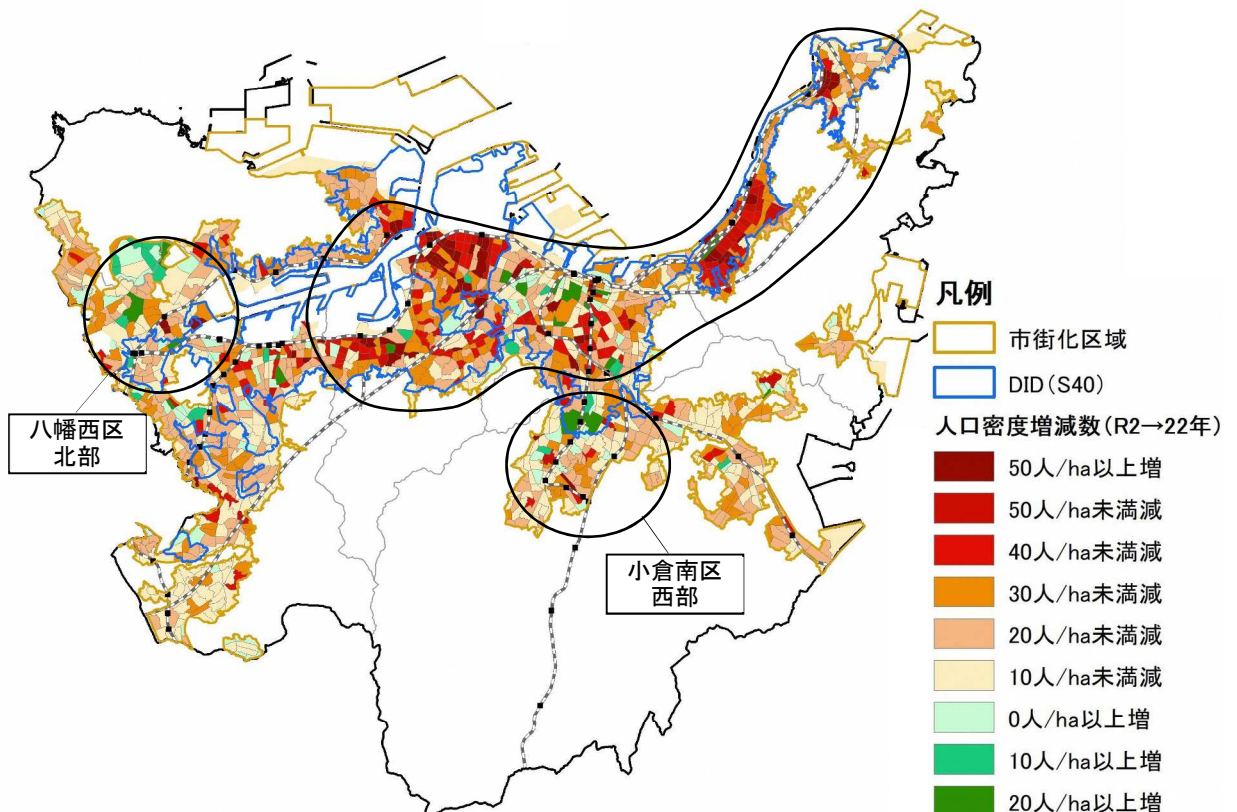 八幡西区
北部
小倉南区
西部
凡例
市街化区域
DID(S40)
人口密度増減数(R2→22年)
50人/ha以上増
50人/ha未満減
40人/ha未満減
30人/ha未満減
20人/ha未満減
10人/ha未満減
0人/ha以上増
10人/ha以上増
20人/ha以上増